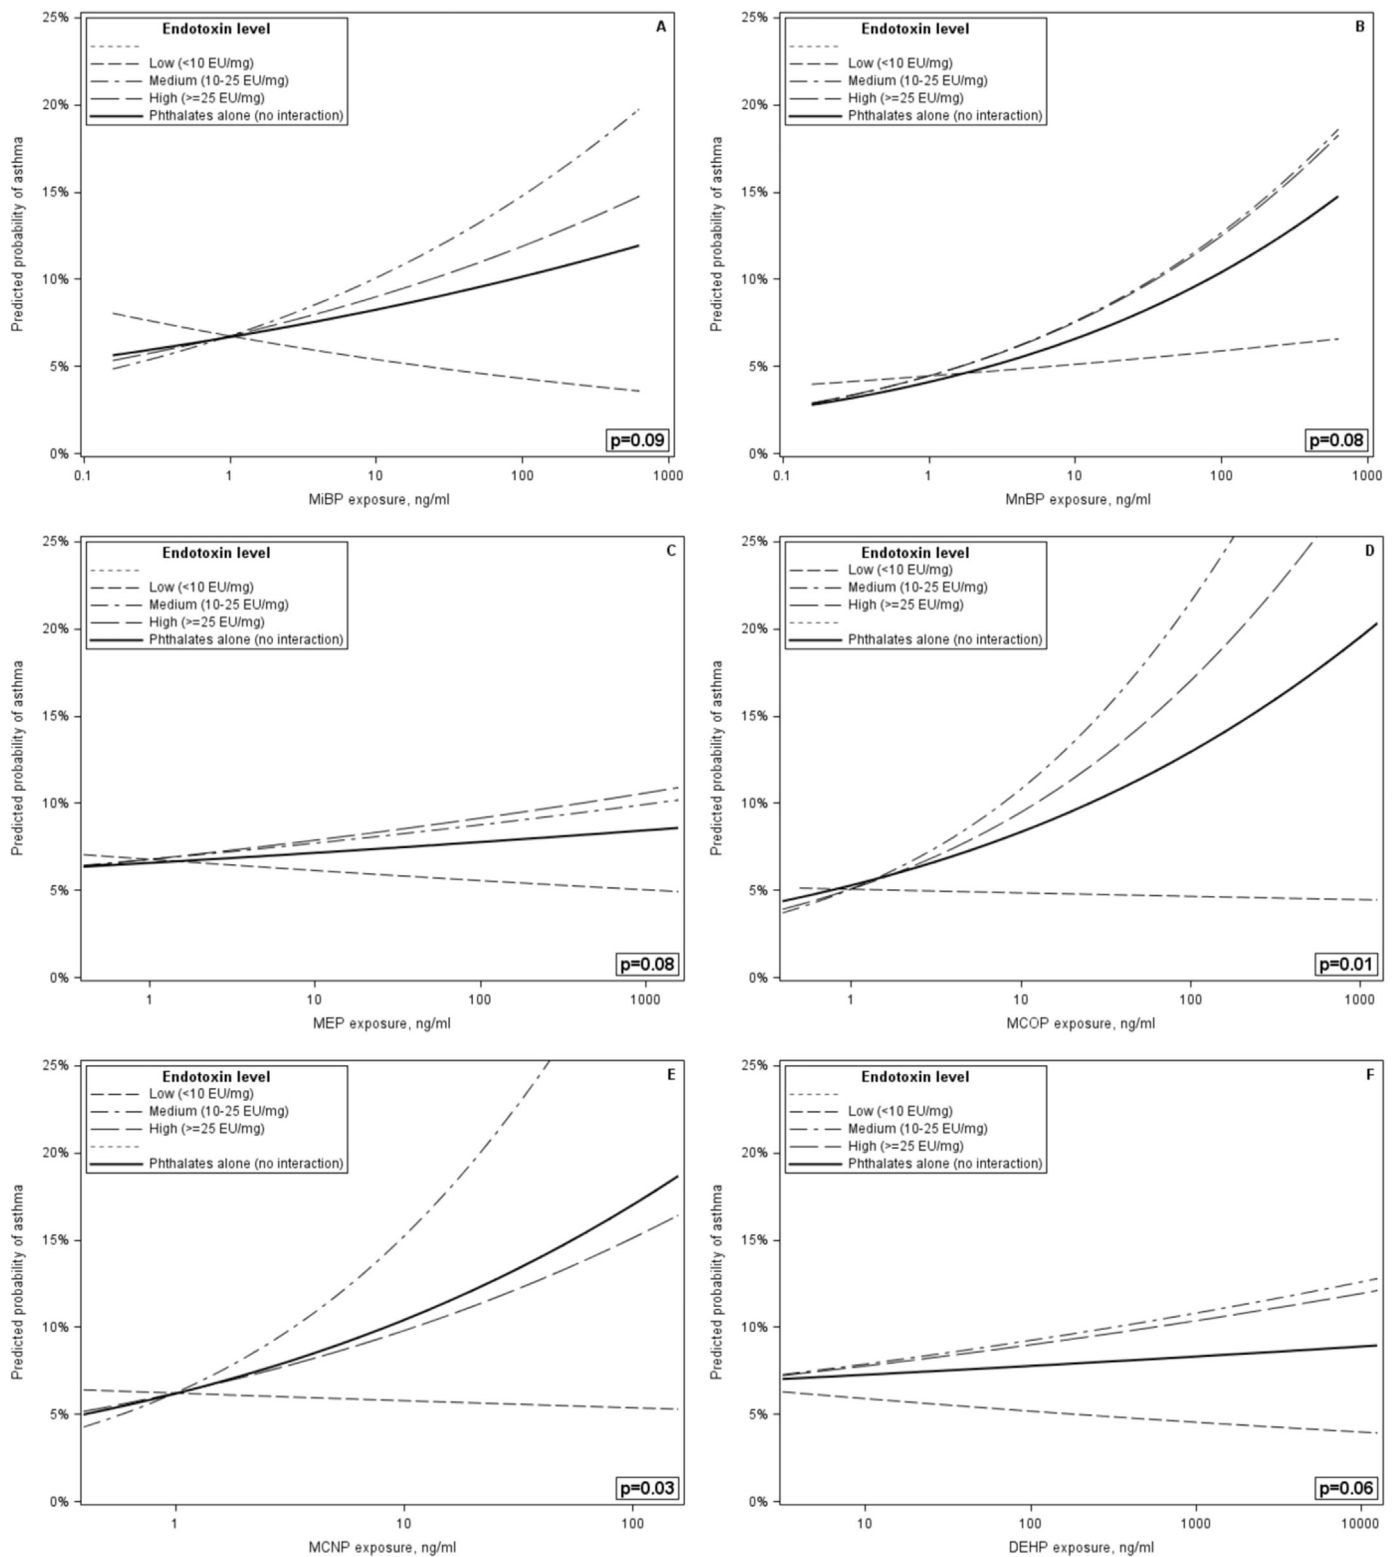 A
Endotoxin level
Low (<10 EU/mg)
Medium (10-25 EU/mg)
High (>=25 EU/mg)
Phthalates alone (no interaction)
25%
20%
15%
10%
5%
0%
Predicted probability of asthma
p=0.09
0.1 1 10 100 1000
MiBP exposure, ng/ml
B
Endotoxin level
Low (<10 EU/mg)
Medium (10-25 EU/mg)
High (>=25 EU/mg)
Phthalates alone (no interaction)
25%
20%
15%
10%
5%
0%
Predicted probability of asthma
p=0.08
0.1 1 10 100 1000
MnBP exposure, ng/ml
C
Endotoxin level
Low (<10 EU/mg)
Medium (10-25 EU/mg)
High (>=25 EU/mg)
Phthalates alone (no interaction)
25%
20%
15%
10%
5%
0%
Predicted probability of asthma
p=0.08
1 10 100 1000
MEP exposure, ng/ml
D
Endotoxin level
Low (<10 EU/mg)
Medium (10-25 EU/mg)
High (>=25 EU/mg)
Phthalates alone (no interaction)
25%
20%
15%
10%
5%
0%
Predicted probability of asthma
p=0.01
1 10 100 1000
MCOP exposure, ng/ml
E
Endotoxin level
Low (<10 EU/mg)
Medium (10-25 EU/mg)
High (>=25 EU/mg)
Phthalates alone (no interaction)
25%
20%
15%
10%
5%
0%
Predicted probability of asthma
p=0.03
1 10 100
MCNP exposure, ng/ml
F
Endotoxin level
Low (<10 EU/mg)
Medium (10-25 EU/mg)
High (>=25 EU/mg)
Phthalates alone (no interaction)
25%
20%
15%
10%
5%
0%
Predicted probability of asthma
p=0.06
10 100 1000 10000
DEHP exposure, ng/ml